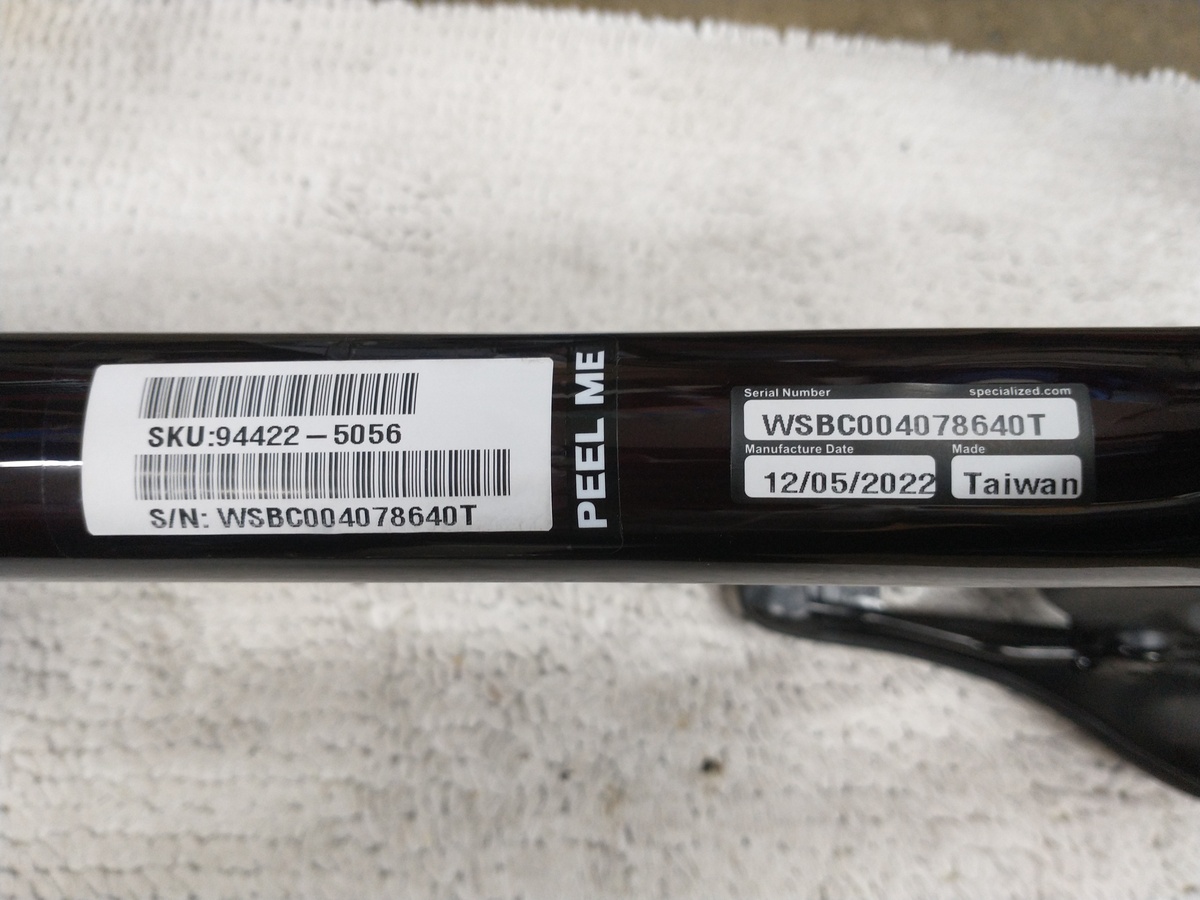 SKU:94422-5056
S/N: WSBC004078640T
PEEL ME
Serial Number specialized.com
WSBC004078640T
Manufacture Date Made
12/05/2022 Taiwan